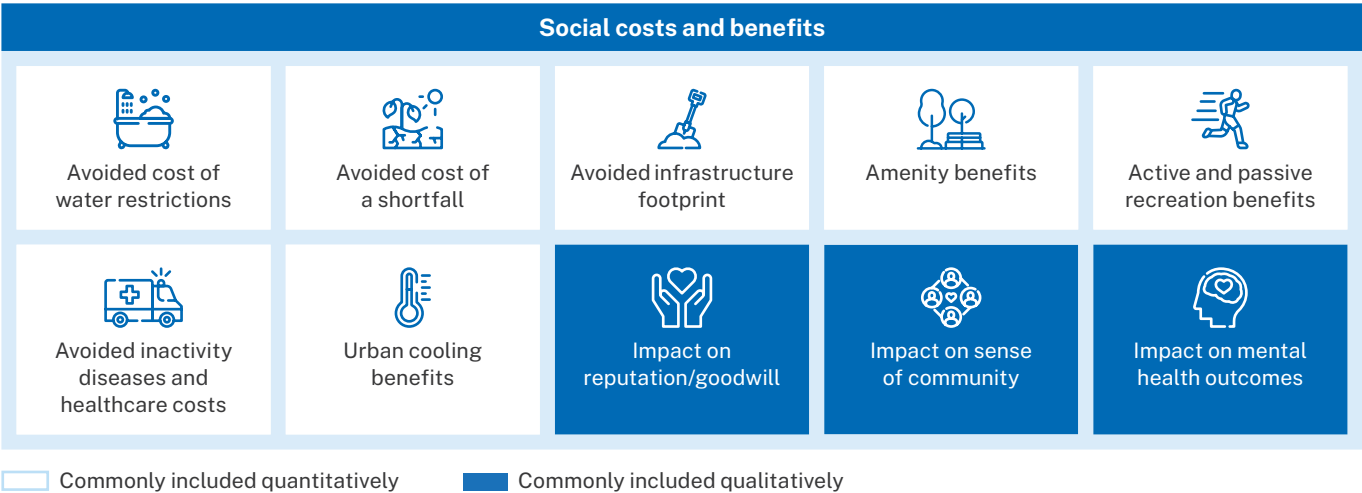 Social costs and benefits
Avoided cost of
water restrictions
Avoided cost of
a shortfall
Avoided infrastructure
footprint
Amenity benefits
Active and passive
recreation benefits
Avoided inactivity
diseases and
healthcare costs
Urban cooling
benefits
Impact on
reputation/goodwill
Impact on sense
of community
Impact on mental
health outcomes
Commonly included quantitatively
Commonly included qualitatively